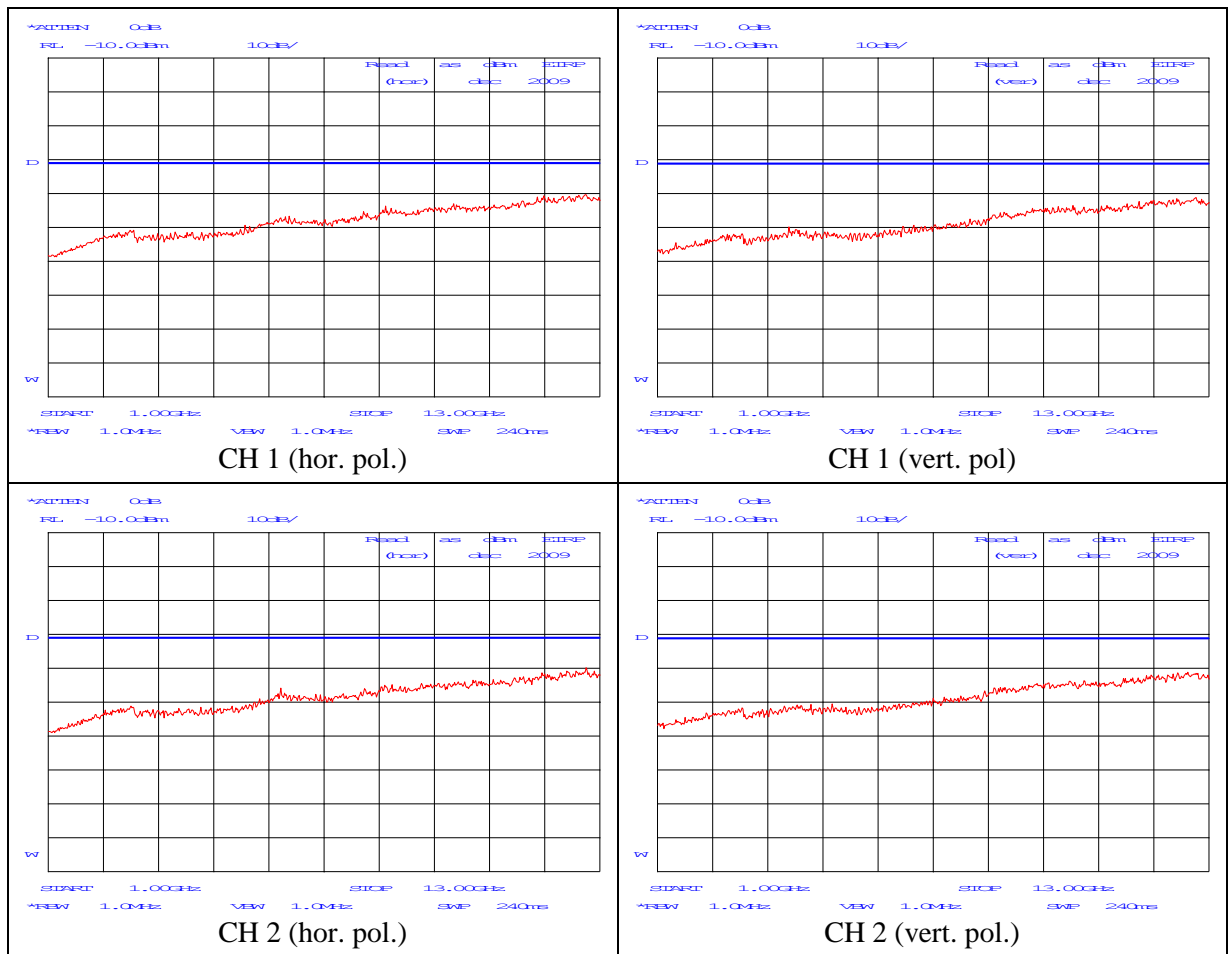 *ATTEN 0dB
RL -10.0dBm 10dB/
Read as dBm EIRP
(hor) dec 2009
D
W
START 1.00GHz STOP 13.00GHz
*RBW 1.0MHz VBW 1.0MHz SWP 240ms
CH 1 (hor. pol.)
*ATTEN 0dB
RL -10.0dBm 10dB/
Read as dBm EIRP
(ver) dec 2009
D
W
START 1.00GHz STOP 13.00GHz
*RBW 1.0MHz VBW 1.0MHz SWP 240ms
CH 1 (vert. pol)
*ATTEN 0dB
RL -10.0dBm 10dB/
Read as dBm EIRP
(hor) dec 2009
D
W
START 1.00GHz STOP 13.00GHz
*RBW 1.0MHz VBW 1.0MHz SWP 240ms
CH 2 (hor. pol.)
*ATTEN 0dB
RL -10.0dBm 10dB/
Read as dBm EIRP
(ver) dec 2009
D
W
START 1.00GHz STOP 13.00GHz
*RBW 1.0MHz VBW 1.0MHz SWP 240ms
CH 2 (vert. pol.)